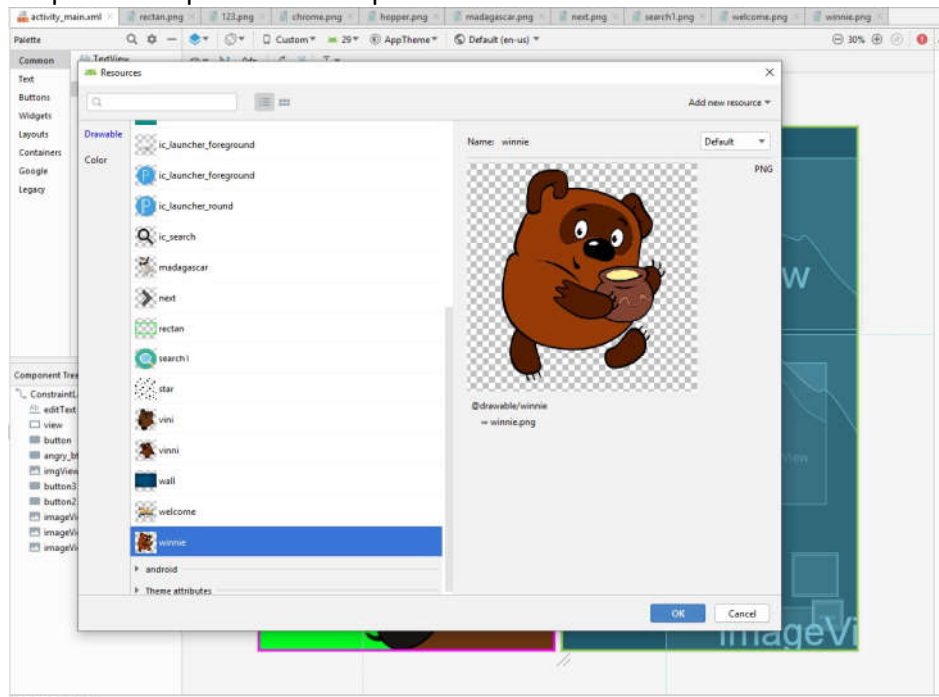 activity_main.xml rectan.png 123.png chrome.png hopper.png madagascar.png next.png search1.png welcome.png winnie.png
Palette Custom 29 AppTheme Default (en-us) 30%
Common Ab TextView
Text
Buttons
Widgets
Layouts
Containers
Google
Legacy
Resources
Add new resource
Drawable
Color
ic_launcher_foreground
ic_launcher_foreground
ic_launcher_round
ic_search
madagascar
next
rectan
search1
star
vini
vinni
wall
welcome
winnie
android
Theme attributes
Name: winnie Default
PNG
@drawable/winnie
winnie.png
OK Cancel
Component Tree
ConstraintL
Ab editText
view
button
angry_bi
imgView
button3
button2
imageVi
imageVi
imageVi
W
imageVi